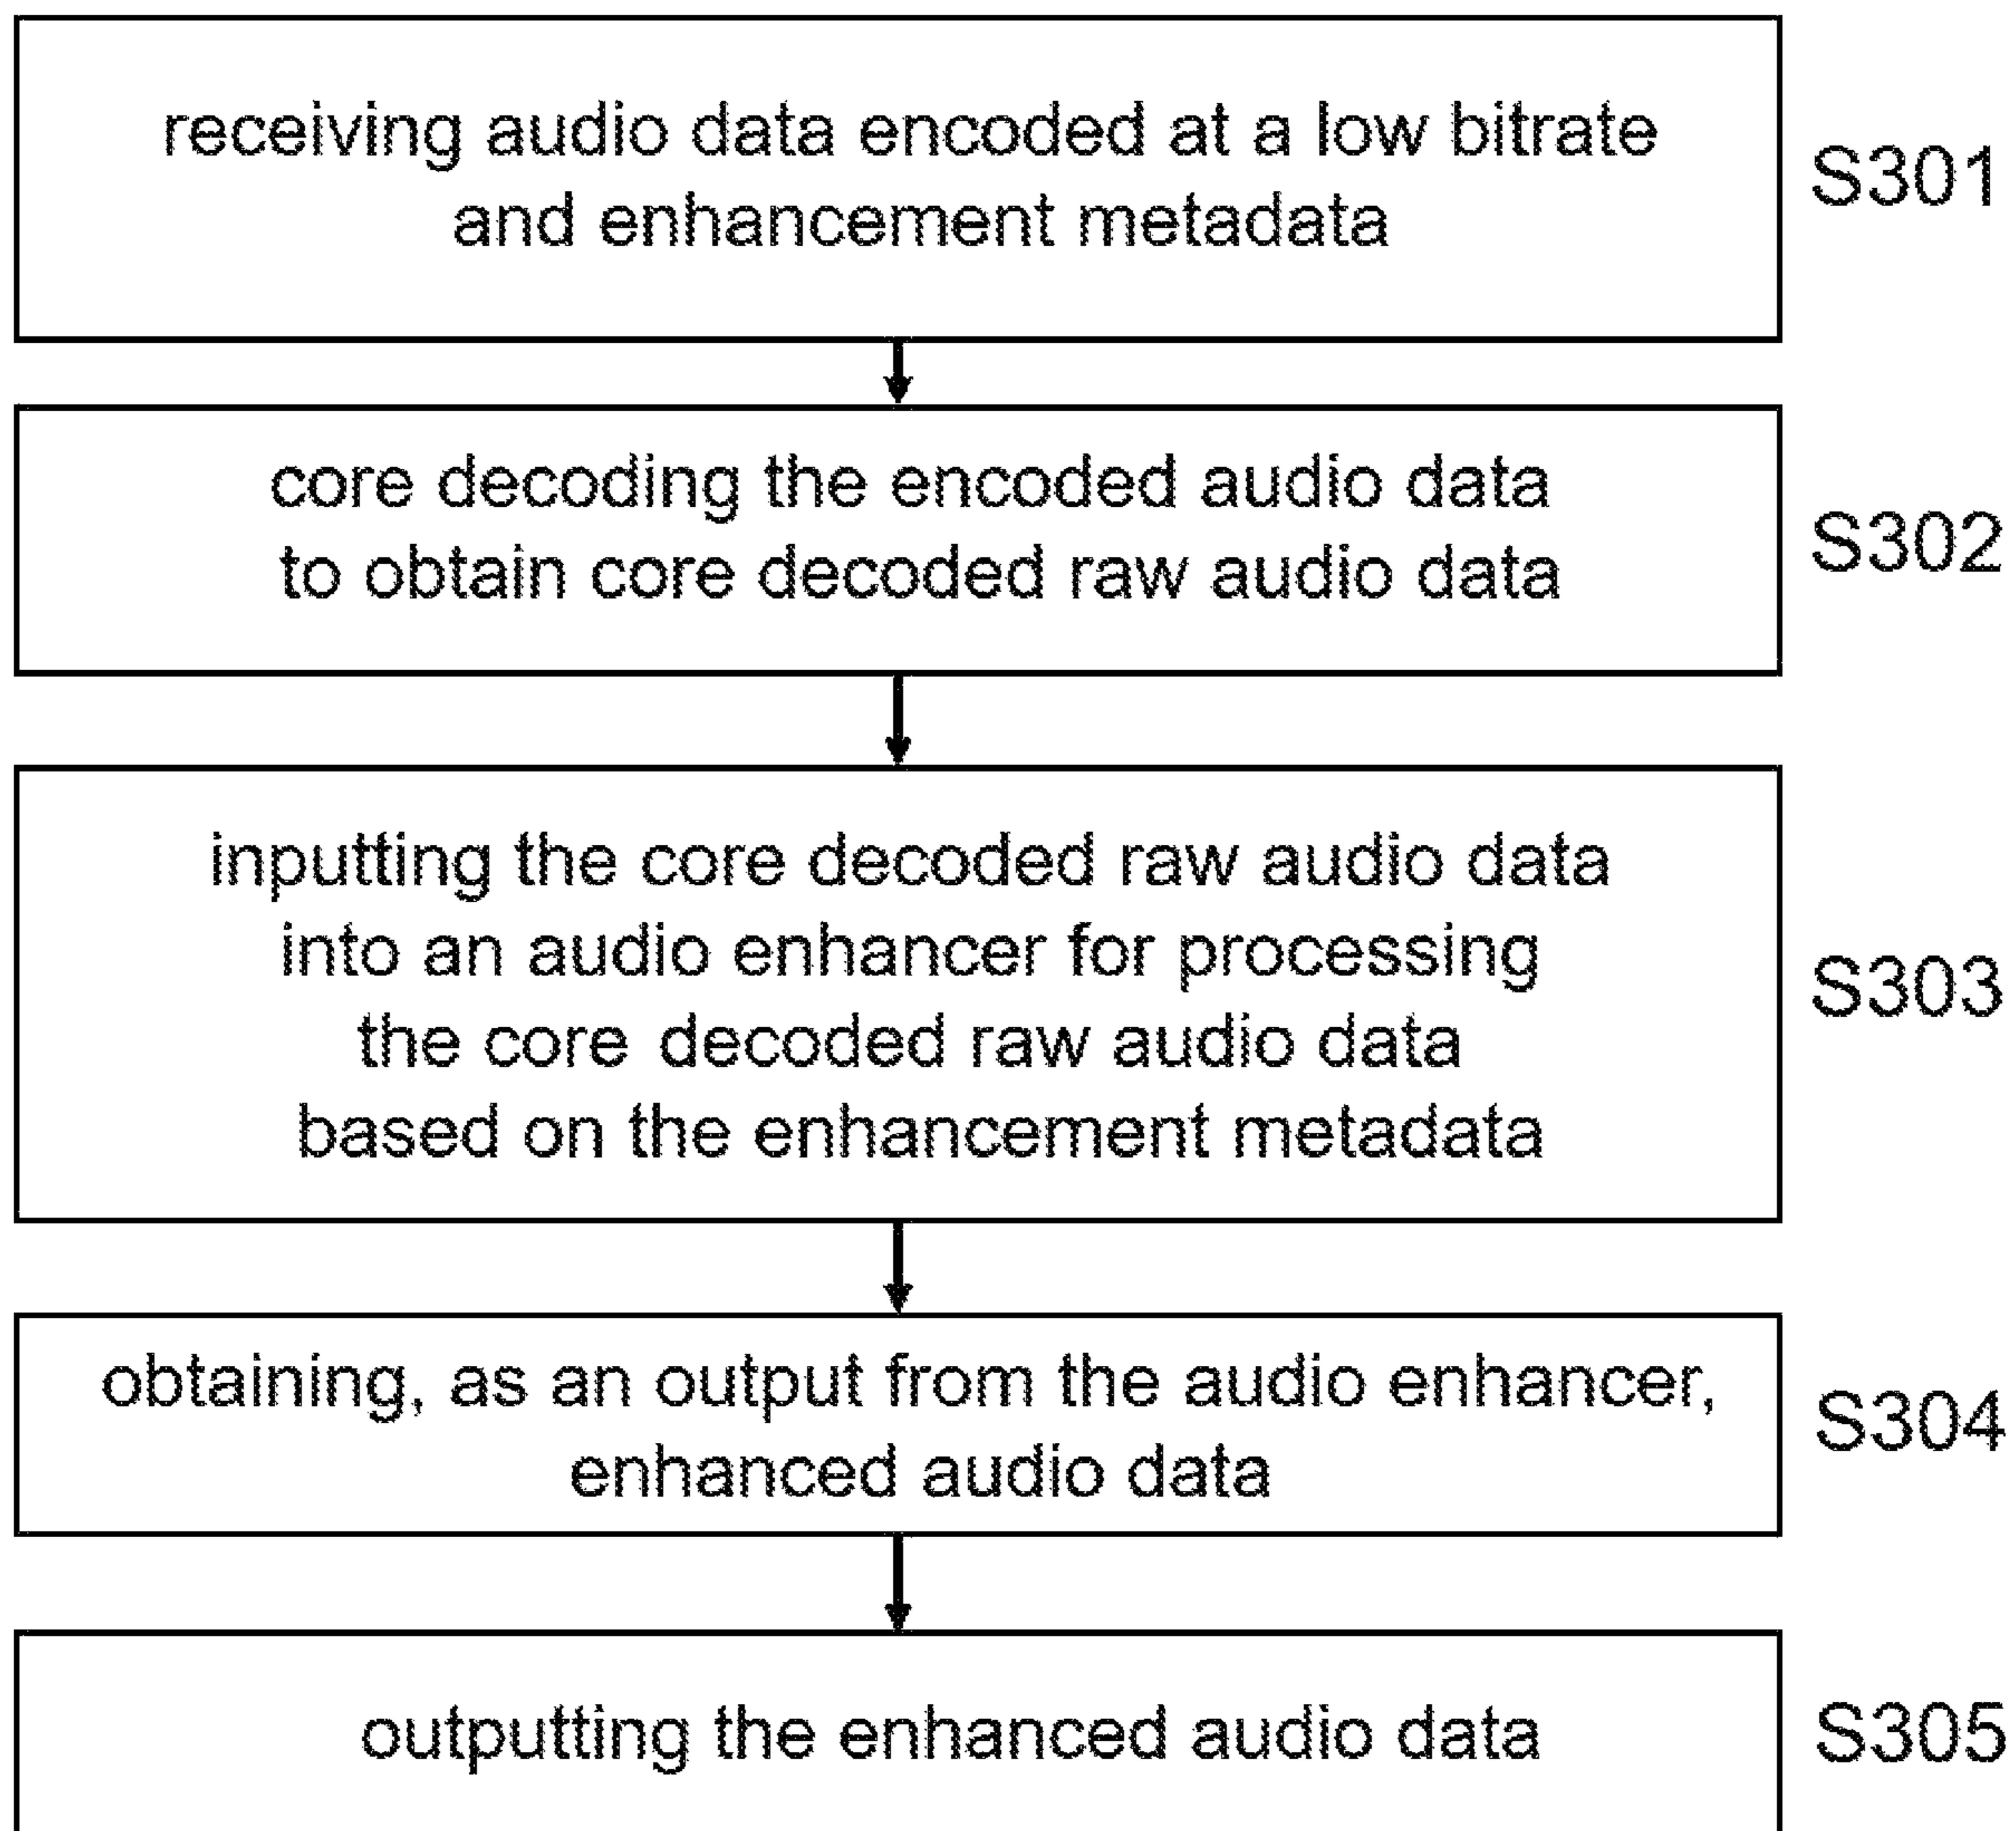 receiving audio data encoded at a low bitrate
and enhancement metadata
S301
core decoding the encoded audio data
to obtain core decoded raw audio data
S302
inputting the core decoded raw audio data
into an audio enhancer for processing
the core decoded raw audio data
based on the enhancement metadata
S303
obtaining, as an output from the audio enhancer,
enhanced audio data
S304
outputting the enhanced audio data
S305